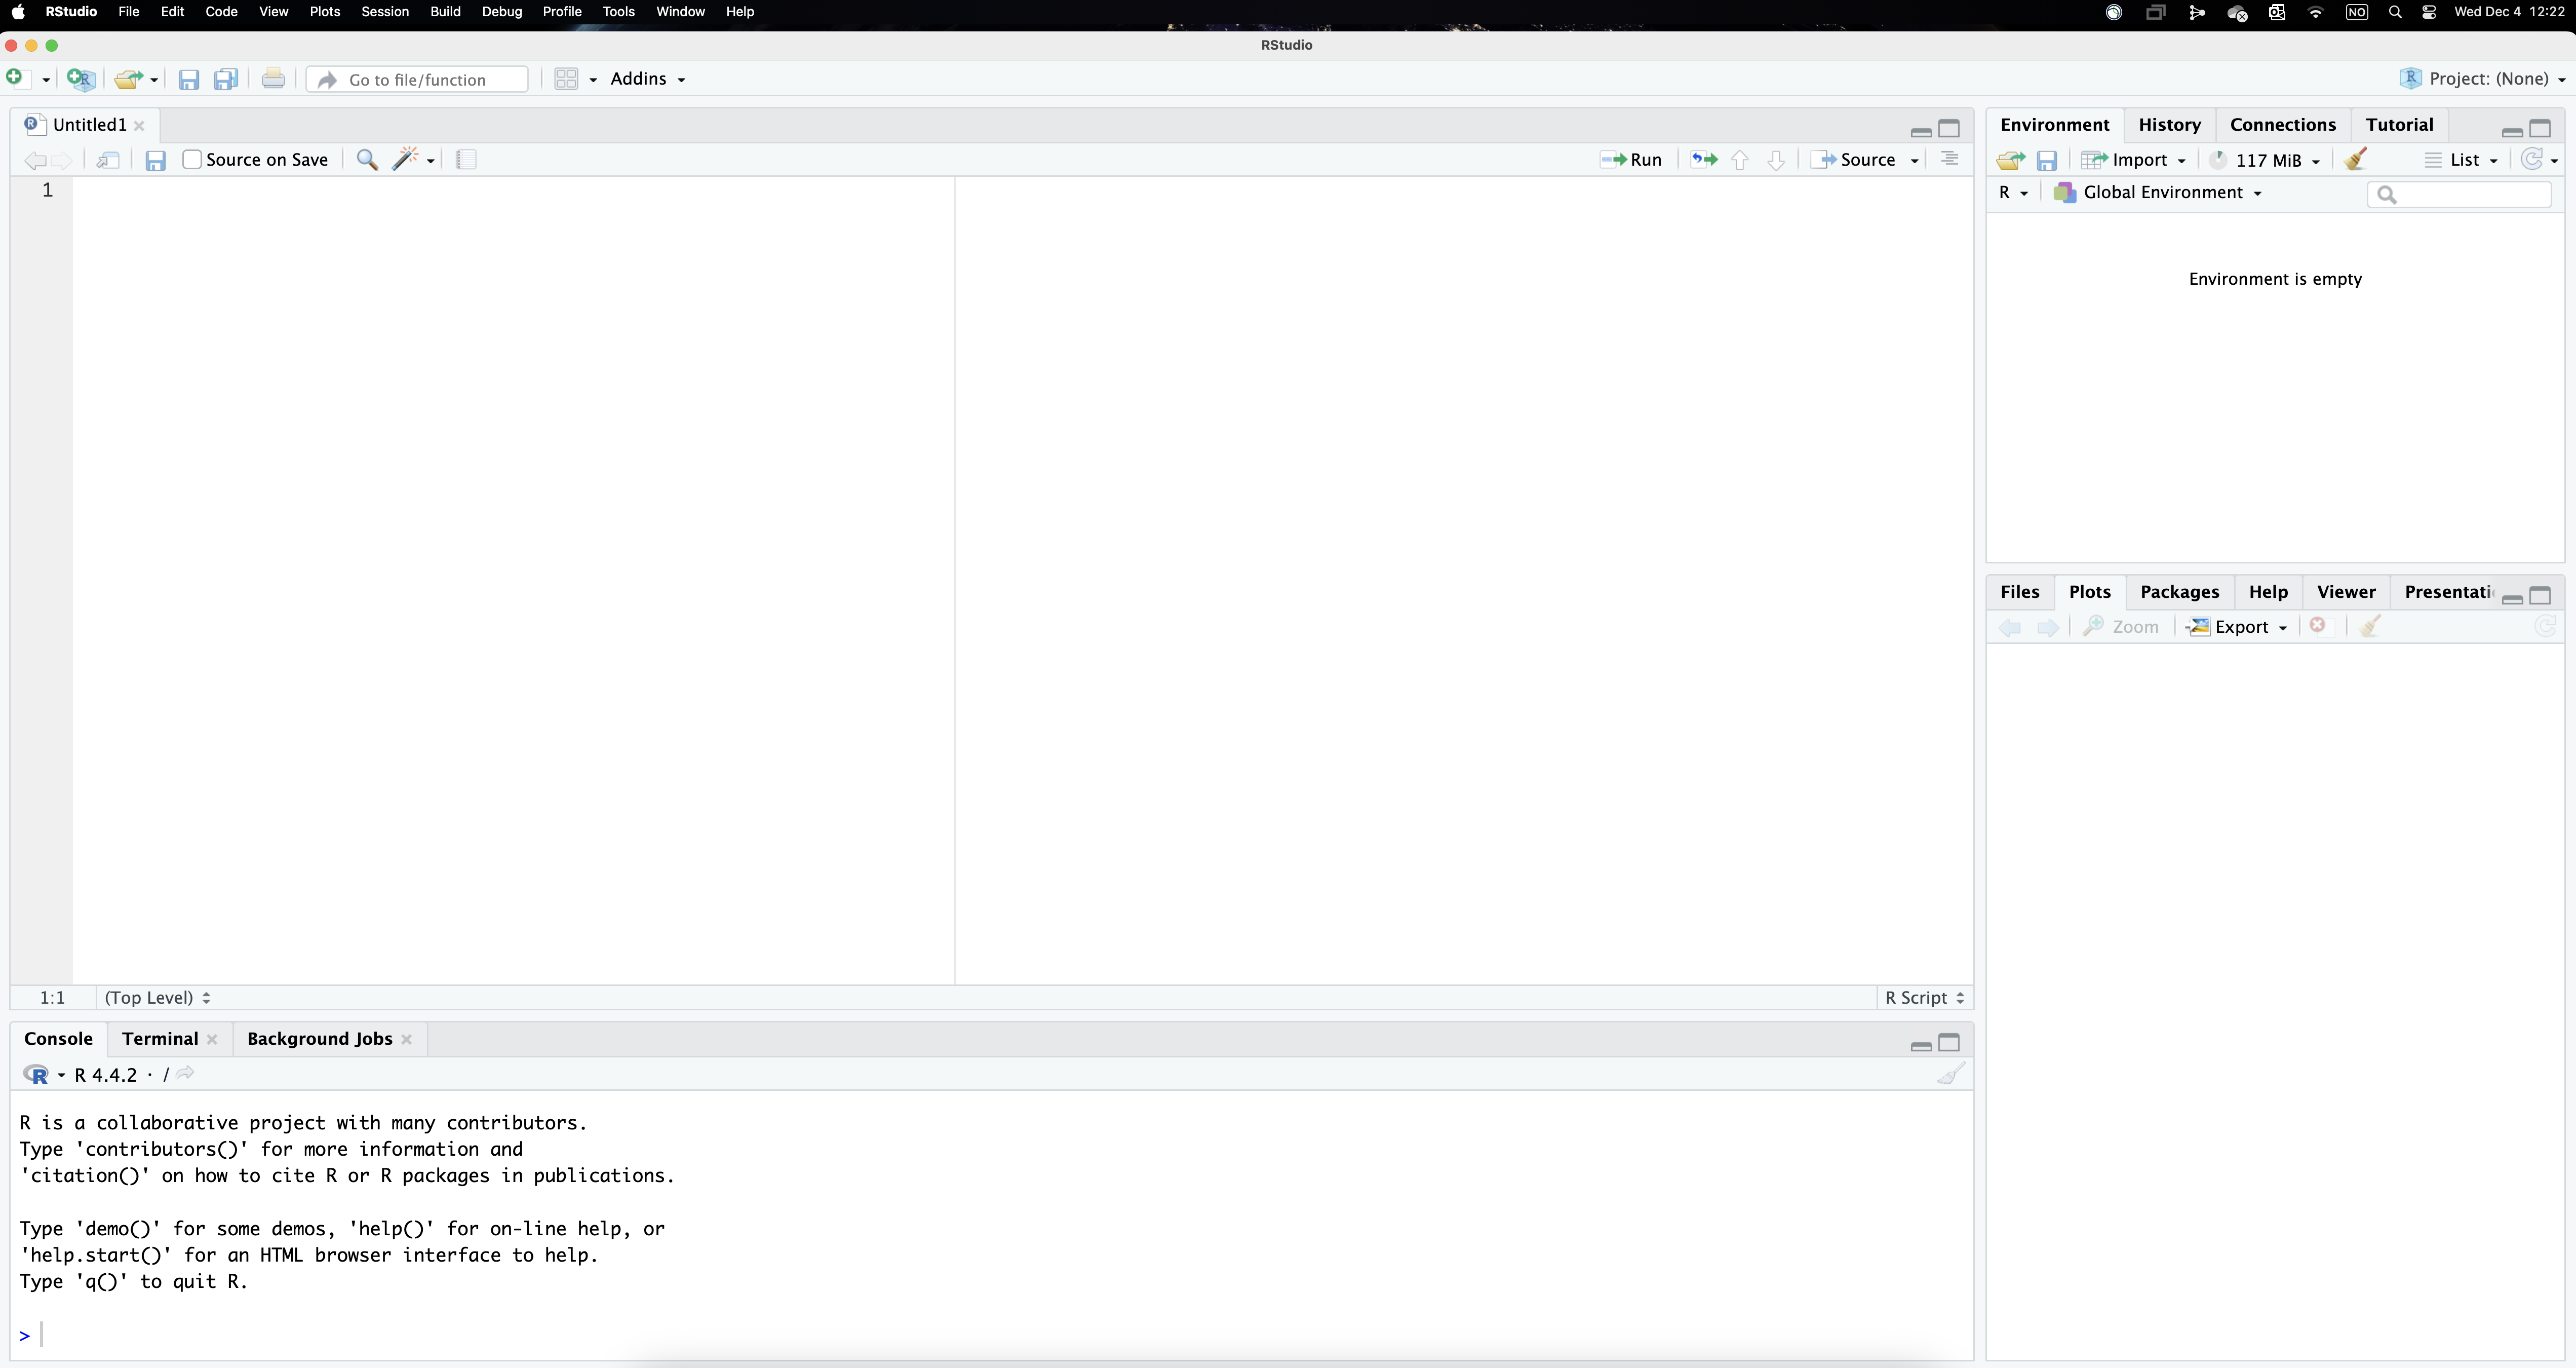 RStudio File Edit Code View Plots Session Build Debug Profile Tools Window Help NO Wed Dec 4 12:22
RStudio
Go to file/function Addins Project: (None)
Untitled1
Source on Save Run Source
1
1:1 (Top Level) R Script
Console Terminal Background Jobs
R 4.4.2 · /
R is a collaborative project with many contributors.
Type 'contributors()' for more information and
'citation()' on how to cite R or R packages in publications.
Type 'demo()' for some demos, 'help()' for on-line help, or
'help.start()' for an HTML browser interface to help.
Type 'q()' to quit R.
>
Environment History Connections Tutorial
Import 117 MiB List
R Global Environment
Environment is empty
Files Plots Packages Help Viewer Presentati
Zoom Export